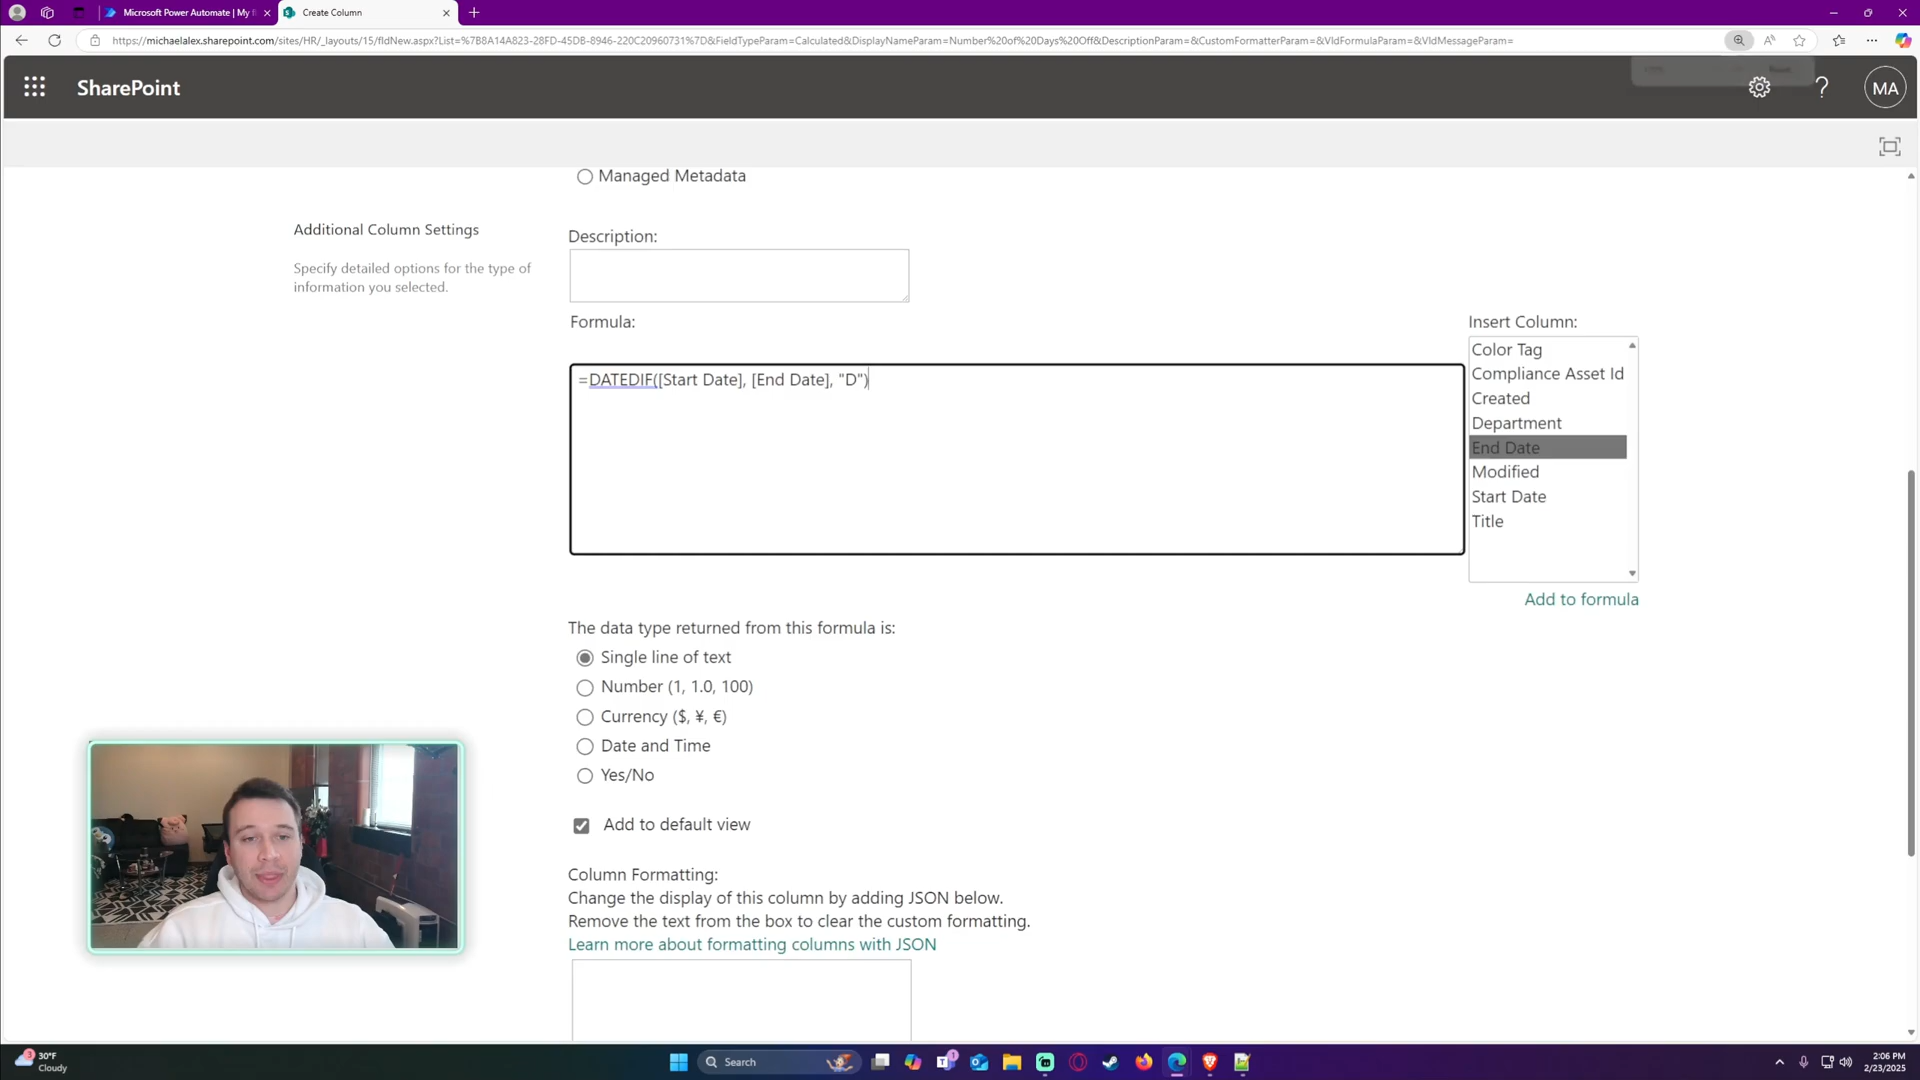 Microsoft Power Automate | My f
Create Column
https://michaelalex.sharepoint.com/sites/HR/_layouts/15/fldNew.aspx?List=%7B8A14A823-28FD-45DB-8946-220C20960731%7D&FieldTypeParam=Calculated&DisplayNameParam=Number%20of%20Days%20Off&DescriptionParam=&CustomFormatterParam=&VldFormulaParam=&VldMessageParam=
SharePoint
MA
Managed Metadata
Additional Column Settings
Specify detailed options for the type of
information you selected.
Description:
Formula:
=DATEDIF([Start Date], [End Date], "D")
Insert Column:
Color Tag
Compliance Asset Id
Created
Department
End Date
Modified
Start Date
Title
Add to formula
The data type returned from this formula is:
Single line of text
Number (1, 1.0, 100)
Currency ($, ¥, €)
Date and Time
Yes/No
Add to default view
Column Formatting:
Change the display of this column by adding JSON below.
Remove the text from the box to clear the custom formatting.
Learn more about formatting columns with JSON
3
30°F
Cloudy
Search
1
2:06 PM
2/23/2025